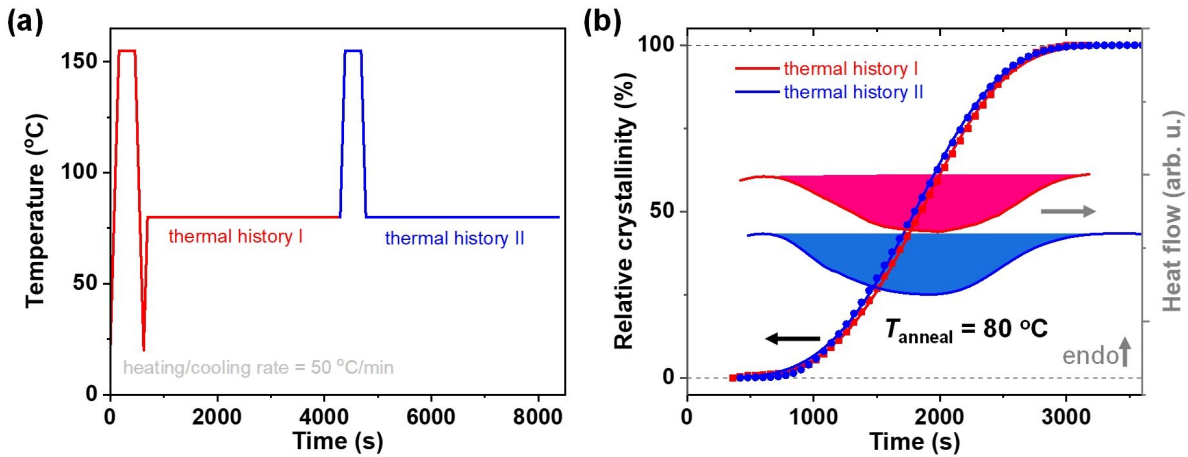 (a)
Temperature (°C)
150
100
50
0
thermal history I
thermal history II
heating/cooling rate = 50 °C/min
0
2000
4000
6000
8000
Time (s)
(b)
Relative crystallinity (%)
100
50
0
thermal history I
thermal history II
T anneal = 80 °C
endo
Heat flow (arb. u.)
0
1000
2000
3000
Time (s)